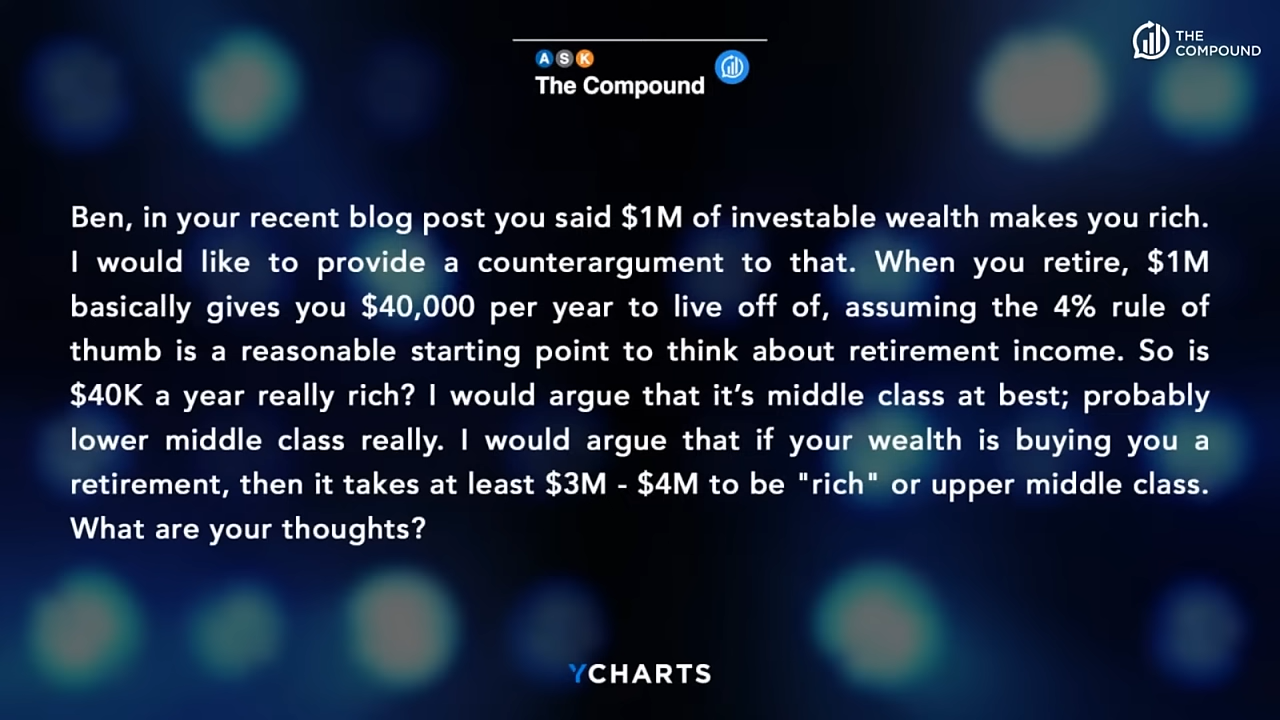 THE
COMPOUND
ASK
The Compound
Ben, in your recent blog post you said $1M of investable wealth makes you rich.
I would like to provide a counterargument to that. When you retire, $1M
basically gives you $40,000 per year to live off of, assuming the 4% rule of
thumb is a reasonable starting point to think about retirement income. So is
$40K a year really rich? I would argue that it’s middle class at best; probably
lower middle class really. I would argue that if your wealth is buying you a
retirement, then it takes at least $3M - $4M to be "rich" or upper middle class.
What are your thoughts?
YCHARTS